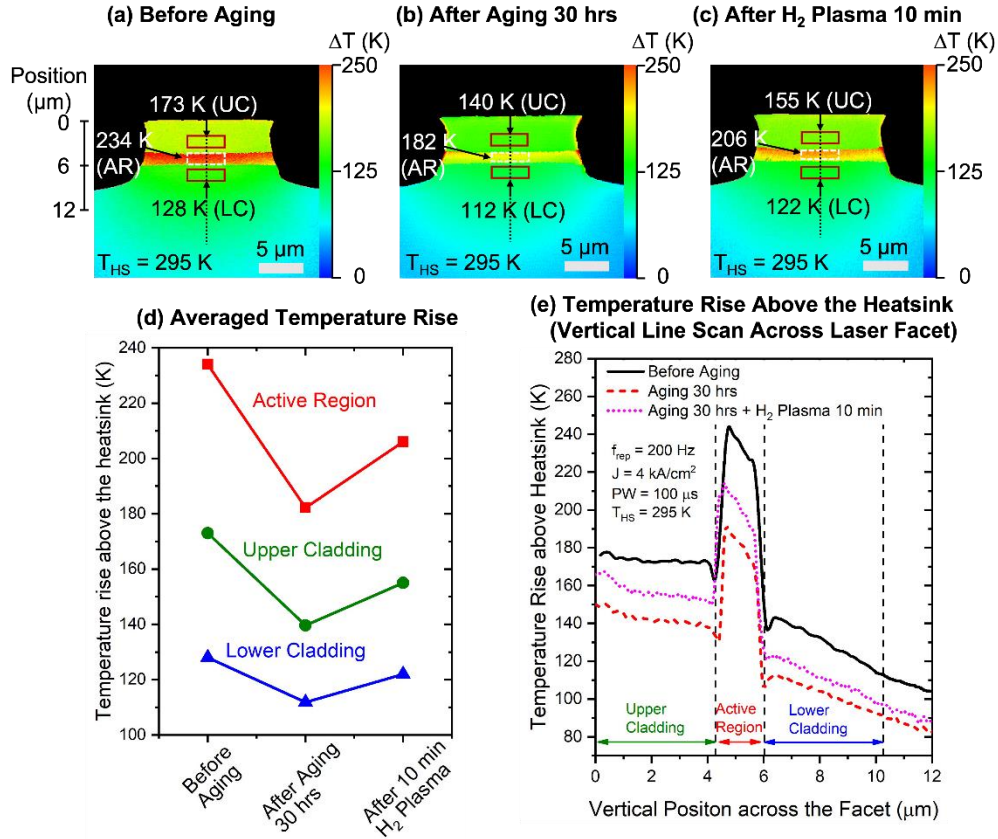 (a) Before Aging
(b) After Aging 30 hrs
(c) After H₂ Plasma 10 min
Position
(µm)
0
6
12
ΔT (K)
250
125
0
173 K (UC)
234 K
(AR)
128 K (LC)
T_HS = 295 K
5 µm
ΔT (K)
250
125
0
140 K (UC)
182 K
(AR)
112 K (LC)
T_HS = 295 K
5 µm
ΔT (K)
250
125
0
155 K (UC)
206 K
(AR)
122 K (LC)
T_HS = 295 K
5 µm
(d) Averaged Temperature Rise
Temperature rise above the heatsink (K)
240
220
200
180
160
140
120
100
Active Region
Upper Cladding
Lower Cladding
Before
Aging
After Aging
30 hrs
After 10 min
H₂ Plasma
(e) Temperature Rise Above the Heatsink
(Vertical Line Scan Across Laser Facet)
Temperature Rise above Heatsink (K)
280
260
240
220
200
180
160
140
120
100
80
Before Aging
Aging 30 hrs
Aging 30 hrs + H₂ Plasma 10 min
f_rep = 200 Hz
J = 4 kA/cm²
PW = 100 µs
T_HS = 295 K
Upper
Cladding
Active
Region
Lower
Cladding
0 2 4 6 8 10 12
Vertical Positon across the Facet (µm)